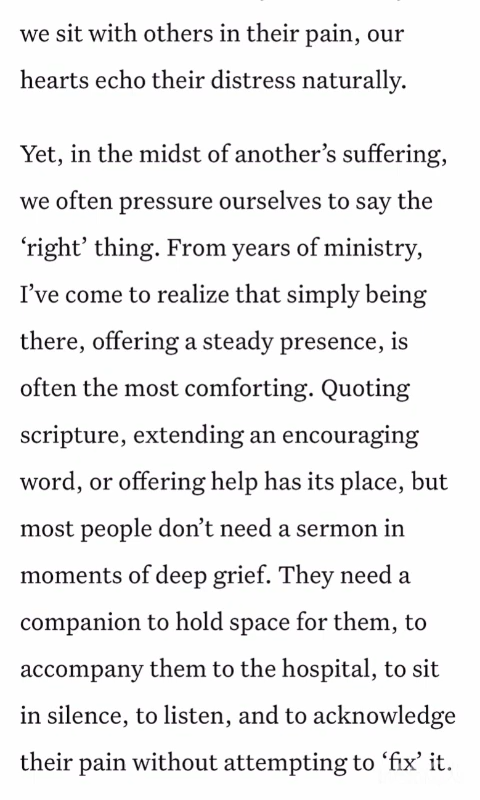 we sit with others in their pain, our
hearts echo their distress naturally.
Yet, in the midst of another’s suffering,
we often pressure ourselves to say the
‘right’ thing. From years of ministry,
I’ve come to realize that simply being
there, offering a steady presence, is
often the most comforting. Quoting
scripture, extending an encouraging
word, or offering help has its place, but
most people don’t need a sermon in
moments of deep grief. They need a
companion to hold space for them, to
accompany them to the hospital, to sit
in silence, to listen, and to acknowledge
their pain without attempting to ‘fix’ it.